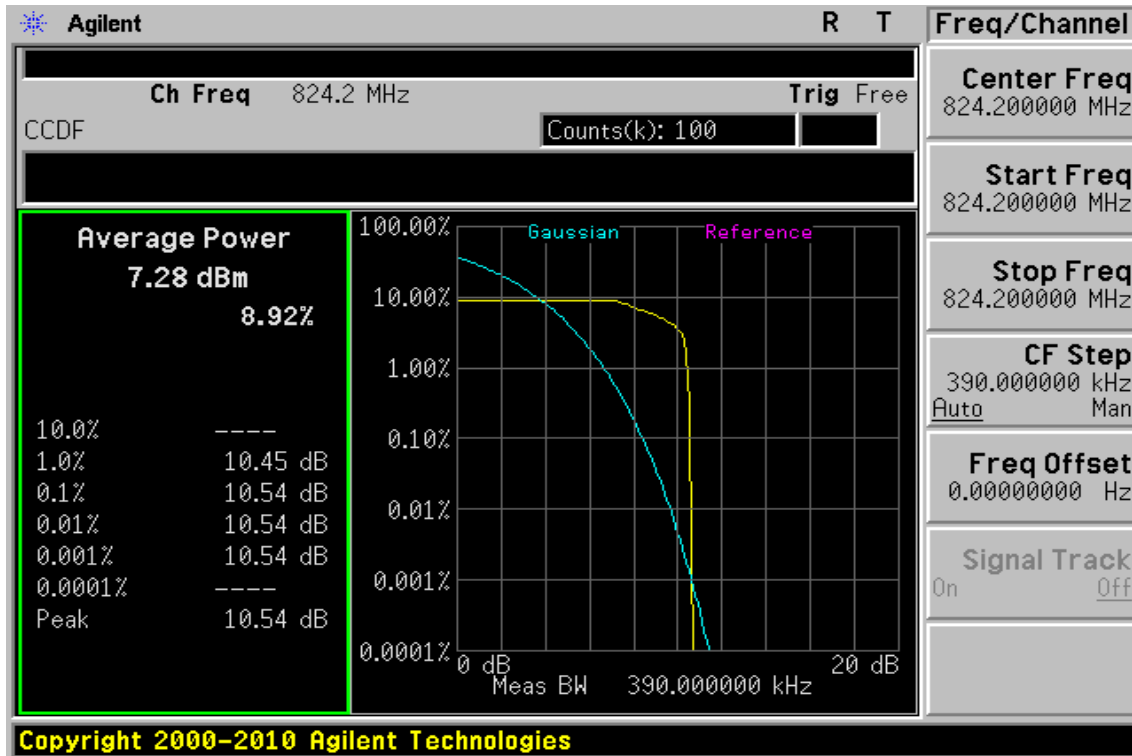 Agilent R T
Ch Freq 824.2 MHz Trig Free
CCDF Counts(k): 100
Average Power
7.28 dBm
8.92%
10.0% ----
1.0% 10.45 dB
0.1% 10.54 dB
0.01% 10.54 dB
0.001% 10.54 dB
0.0001% ----
Peak 10.54 dB
Gaussian Reference
100.00%
10.00%
1.00%
0.10%
0.01%
0.001%
0.0001%
0 dB 20 dB
Meas BW 390.000000 kHz
Freq/Channel
Center Freq
824.200000 MHz
Start Freq
824.200000 MHz
Stop Freq
824.200000 MHz
CF Step
390.000000 kHz
Auto Man
Freq Offset
0.00000000 Hz
Signal Track
On Off
Copyright 2000-2010 Agilent Technologies